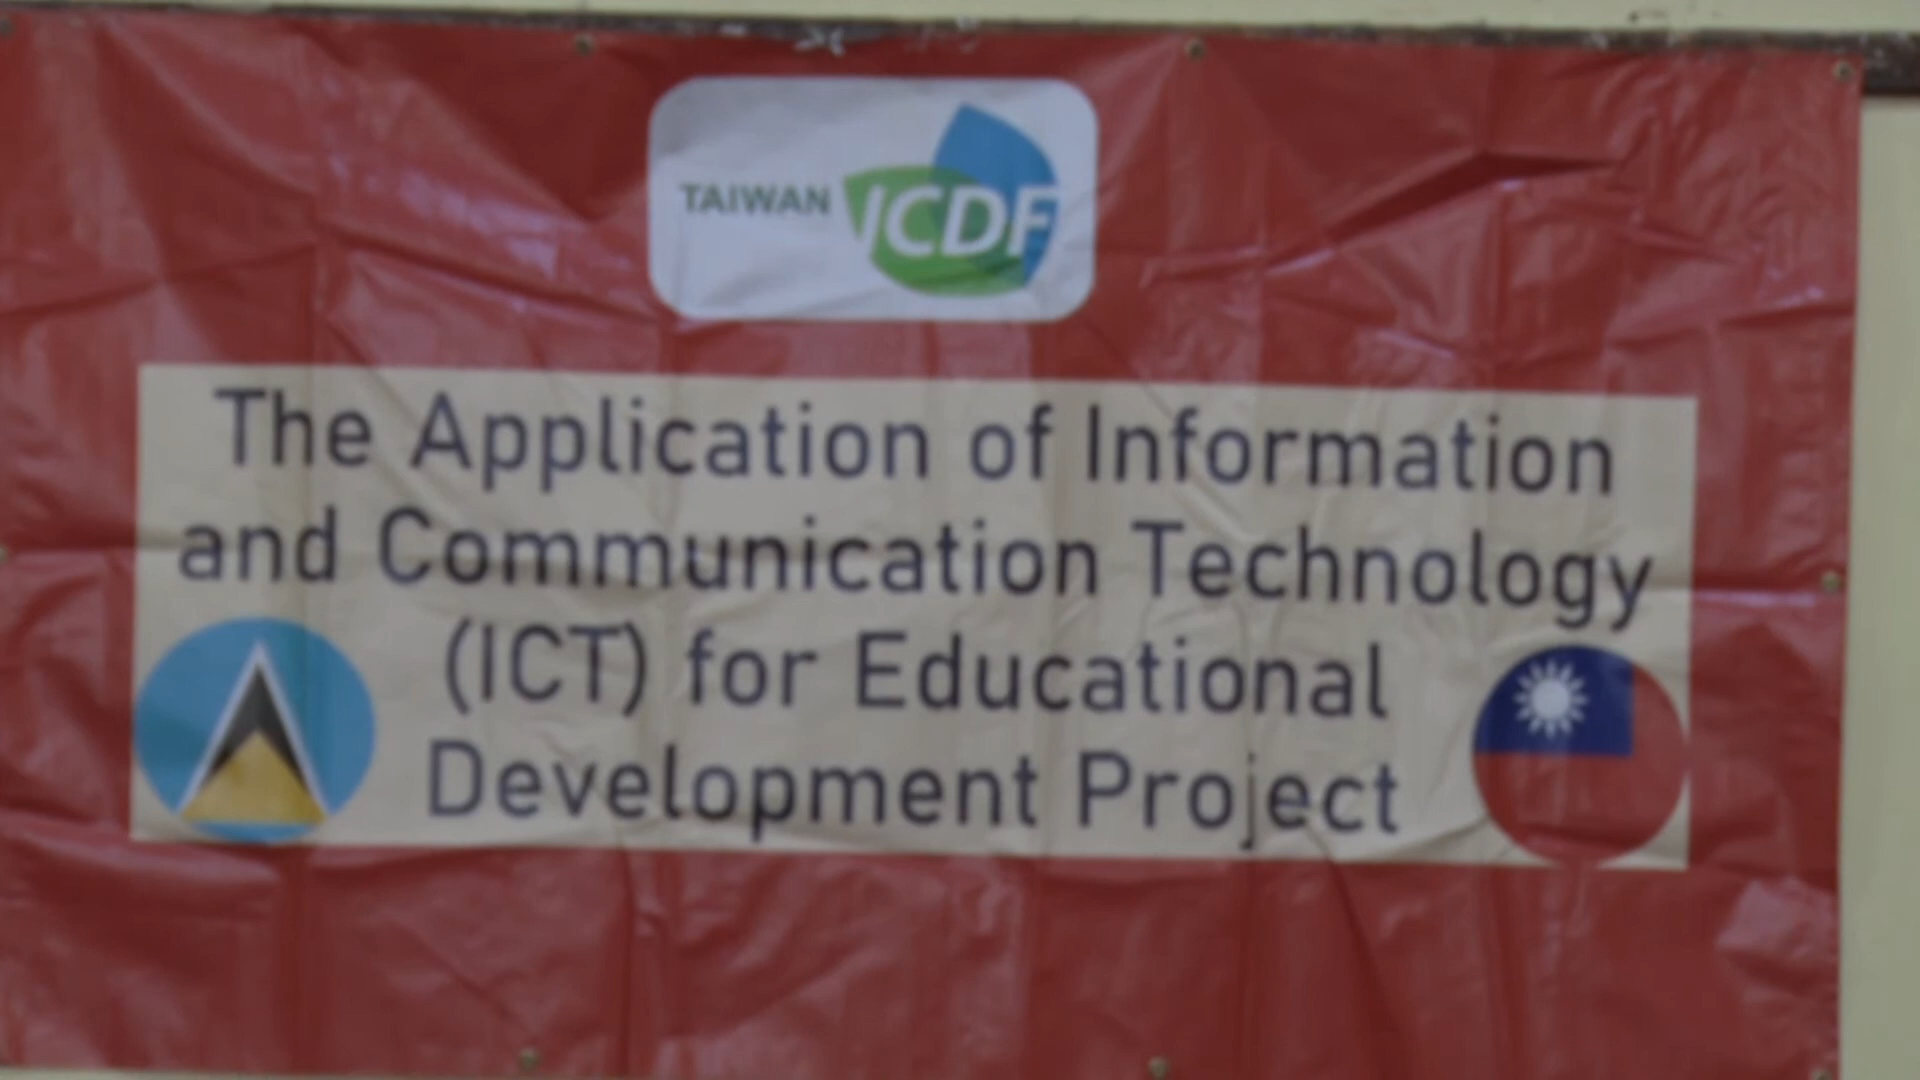 TAIWAN ICDF
The Application of Information
and Communication Technology
(ICT) for Educational
Development Project